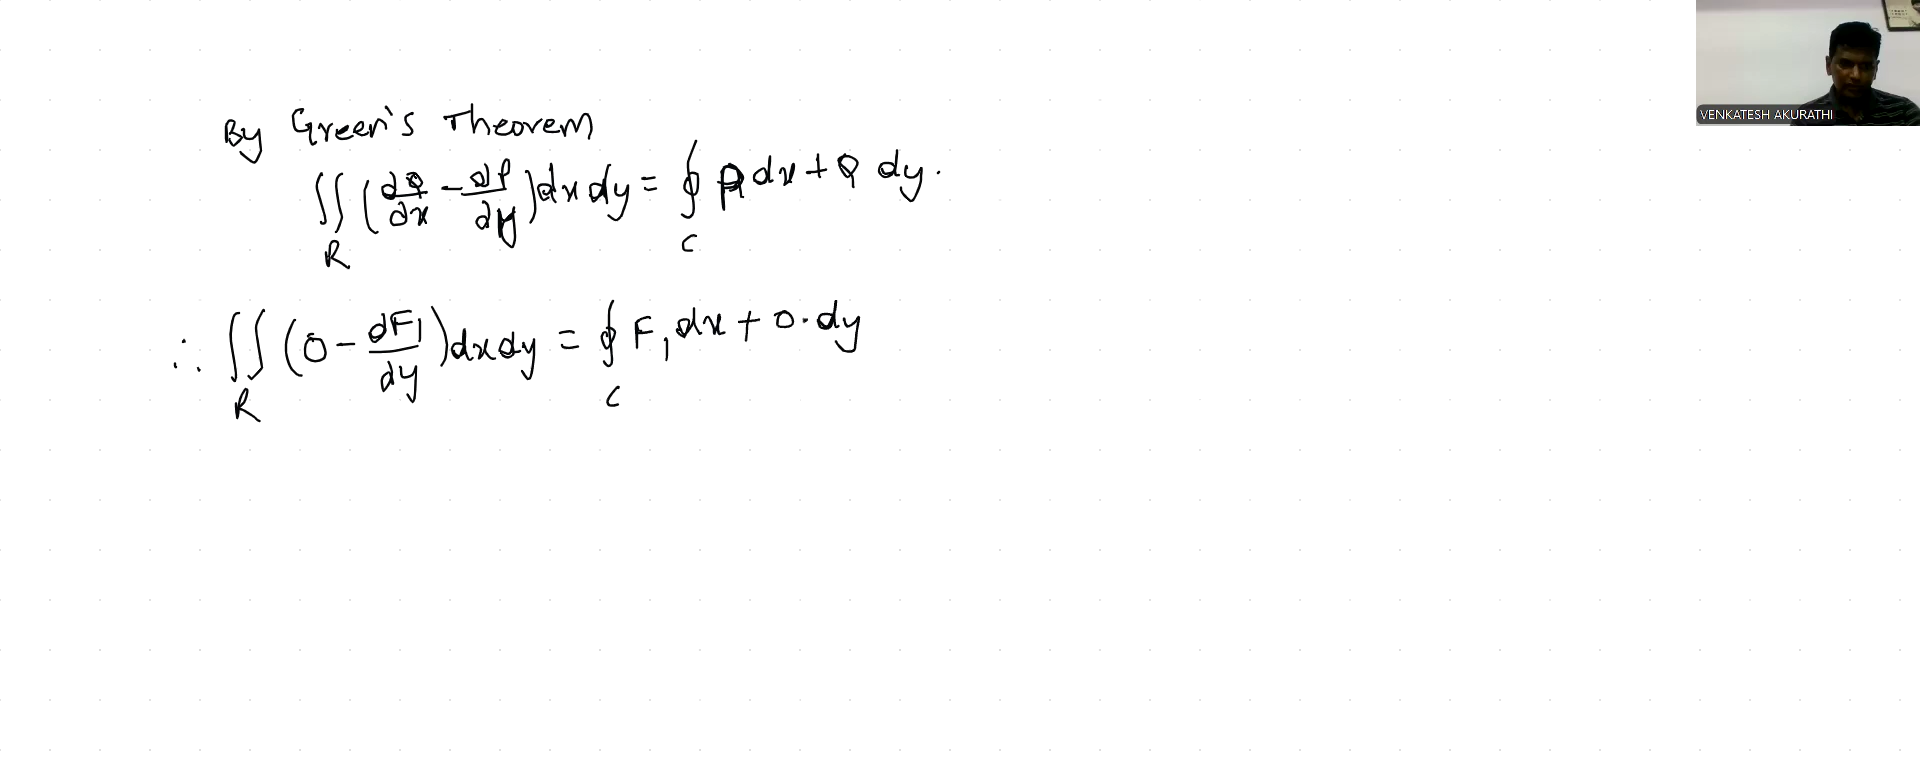 By Green's Theorem
∬_R (∂Q/∂x − ∂P/∂y) dx dy = ∮_C P dx + Q dy.
∴ ∬_R (0 − ∂F₁/∂y) dx dy = ∮_C F₁ dx + 0·dy
VENKATESH AKURATHI